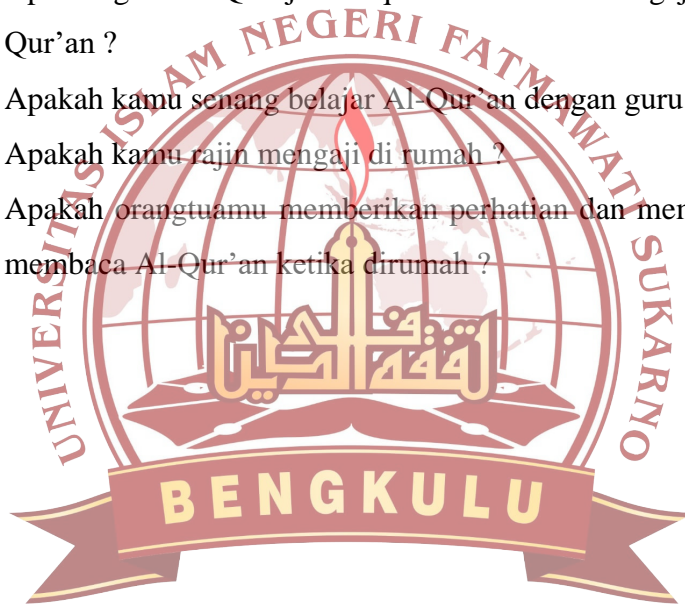 Qur’an ?
Apakah kamu senang belajar Al-Qur’an dengan guru
Apakah kamu rajin mengaji di rumah ?
Apakah orangtuamu memberikan perhatian dan
membaca Al-Qur’an ketika dirumah ?
UNIVERSITAS ISLAM NEGERI FATMAWATI SUKARNO
BENGKULU